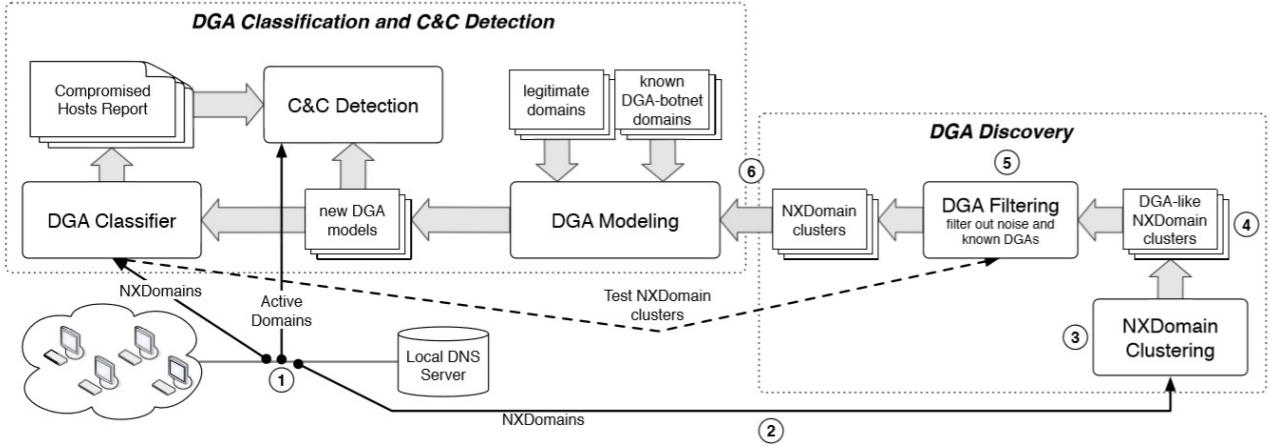 DGA Classification and C&C Detection
Compromised
Hosts Report
C&C Detection
legitimate
domains
known
DGA-botnet
domains
DGA Classifier
new DGA
models
DGA Modeling
DGA Discovery
6
5
NXDomain
clusters
DGA Filtering
filter out noise and
known DGAs
DGA-like
NXDomain
clusters
4
NXDomains
Active
Domains
Test NXDomain
clusters
3
NXDomain
Clustering
Local DNS
Server
1
NXDomains
2